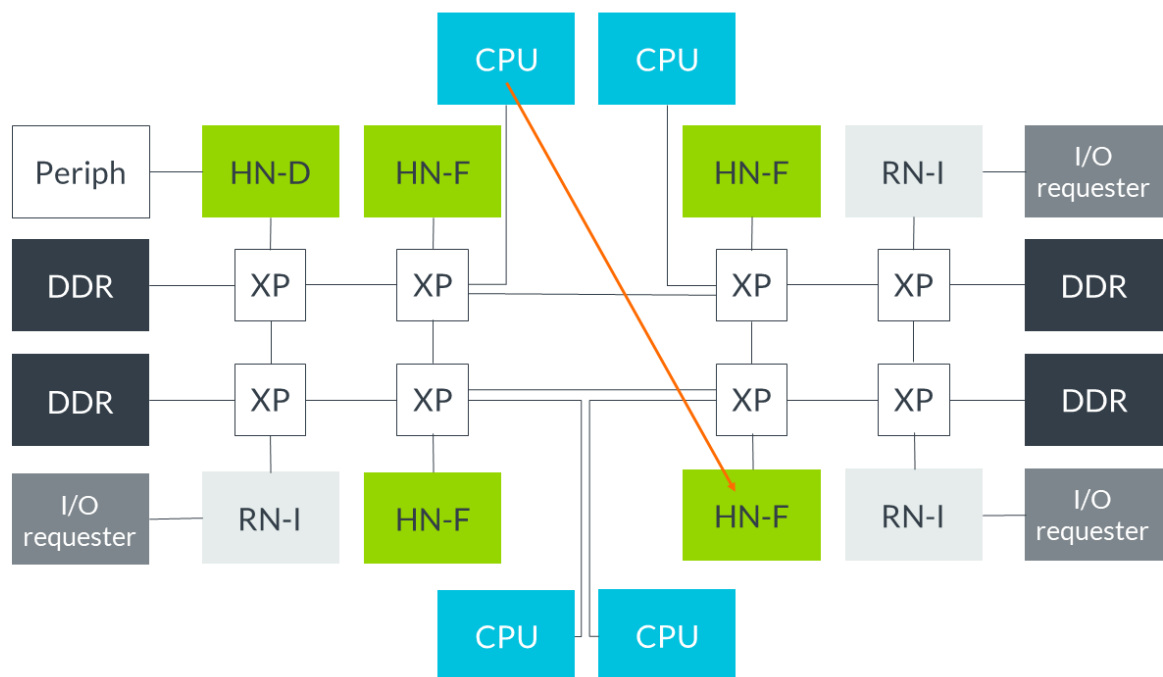 CPU
CPU
Periph
HN-D
HN-F
HN-F
RN-I
I/O
requester
DDR
XP
XP
XP
XP
DDR
DDR
XP
XP
XP
XP
DDR
I/O
requester
RN-I
HN-F
HN-F
RN-I
I/O
requester
CPU
CPU